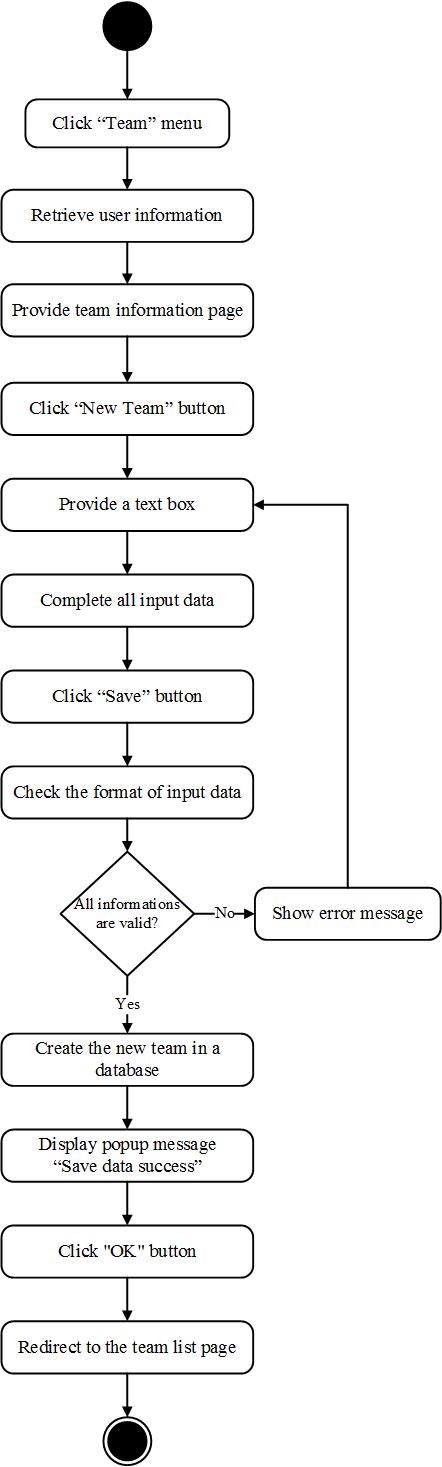 Click “Team” menu
Retrieve user information
Provide team information page
Click “New Team” button
Provide a text box
Complete all input data
Click “Save” button
Check the format of input data
All informations
are valid?
No
Show error message
Yes
Create the new team in a
database
Display popup message
“Save data success”
Click "OK" button
Redirect to the team list page